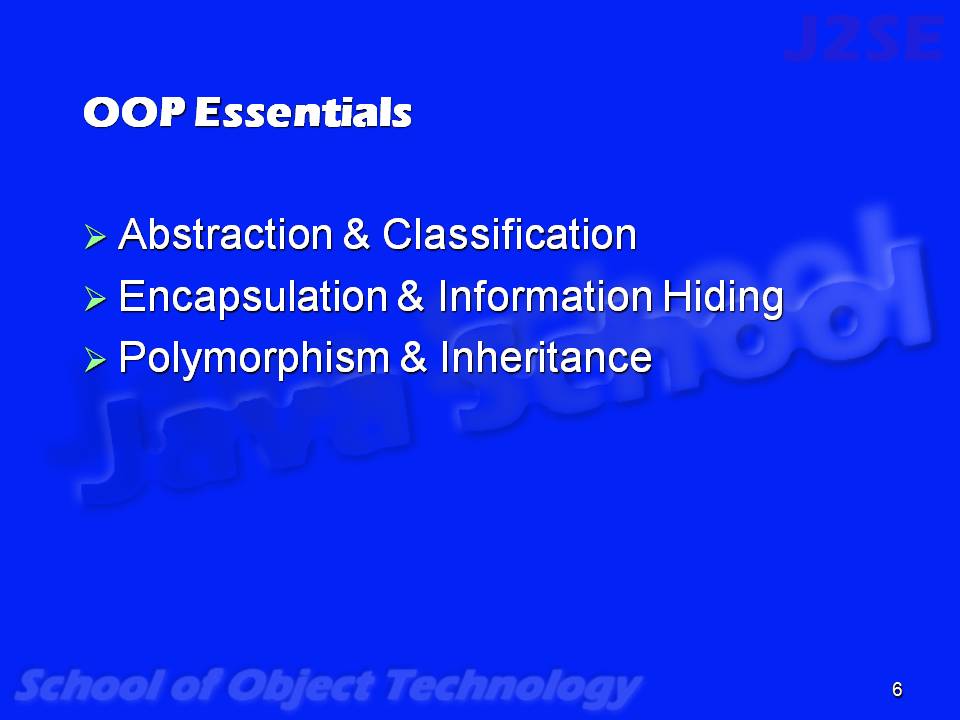 J2SE
OOP Essentials
Abstraction & Classification
Encapsulation & Information Hiding
Polymorphism & Inheritance
Java School
School of Object Technology
6